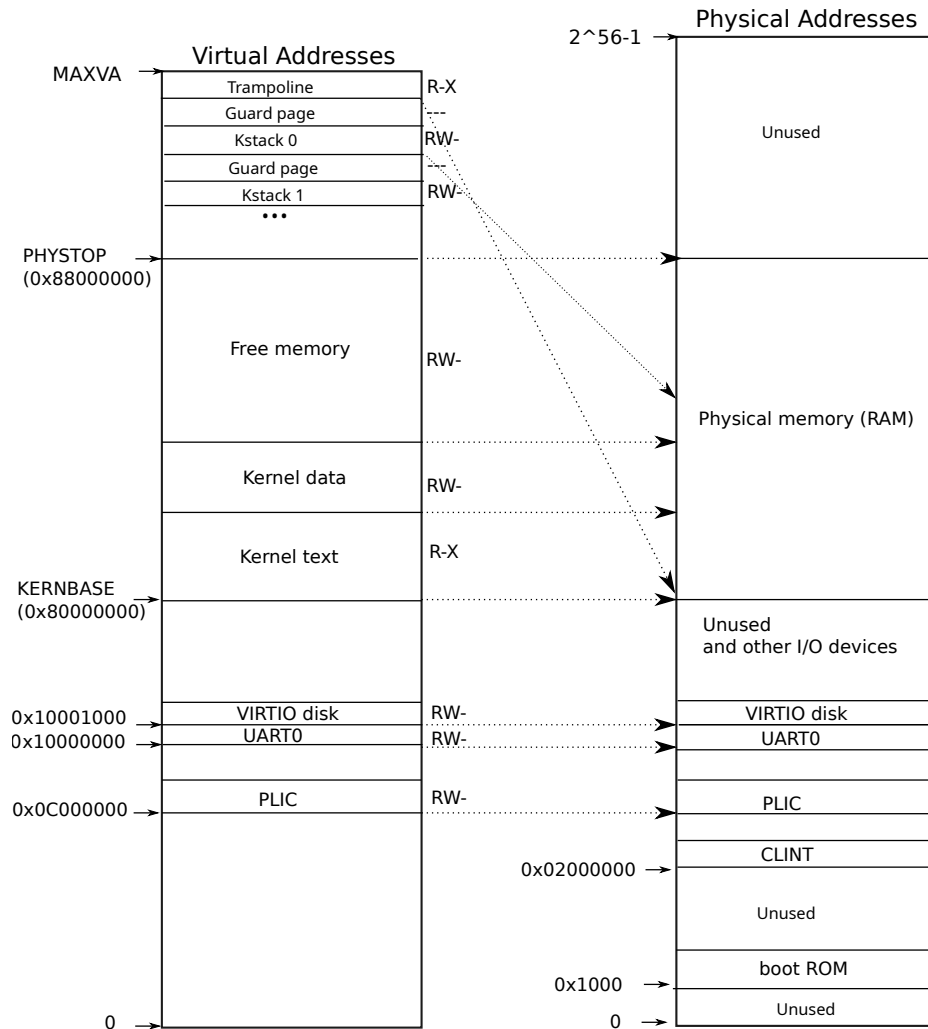 Physical Addresses
2^56-1
Virtual Addresses
MAXVA
Trampoline
R-X
Guard page
---
Kstack 0
RW-
Guard page
---
Kstack 1
RW-
...
Unused
PHYSTOP
(0x88000000)
Free memory
RW-
Physical memory (RAM)
Kernel data
RW-
Kernel text
R-X
KERNBASE
(0x80000000)
Unused
and other I/O devices
0x10001000
VIRTIO disk
RW-
VIRTIO disk
0x10000000
UART0
RW-
UART0
0x0C000000
PLIC
RW-
PLIC
CLINT
0x02000000
Unused
boot ROM
0x1000
Unused
0
0